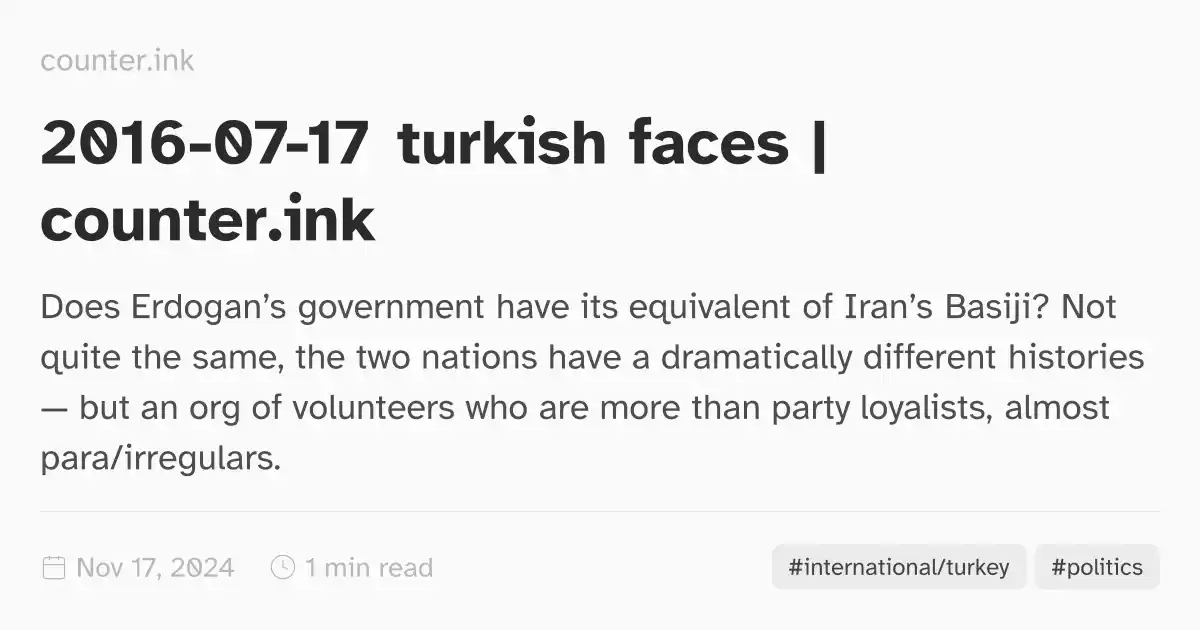 counter.ink
2016-07-17 turkish faces |
counter.ink
Does Erdogan’s government have its equivalent of Iran’s Basiji? Not
quite the same, the two nations have a dramatically different histories
— but an org of volunteers who are more than party loyalists, almost
para/irregulars.
Nov 17, 2024 1 min read #international/turkey #politics